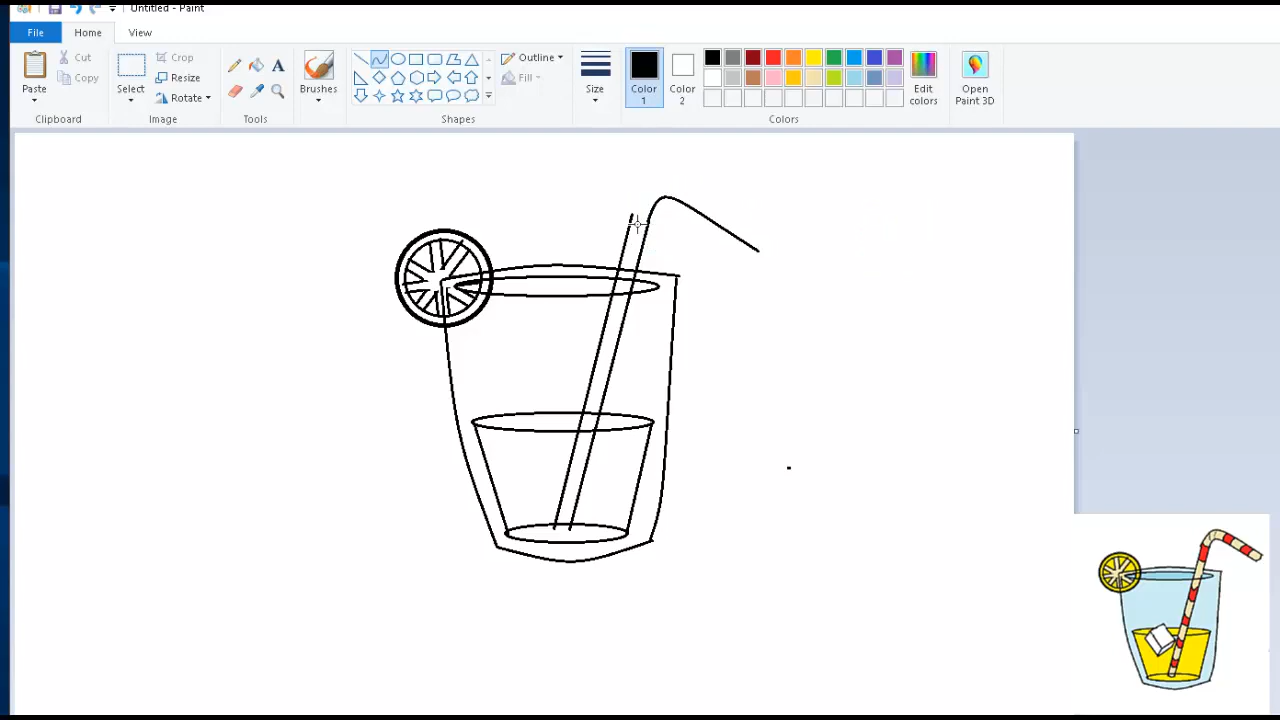 Untitled - Paint
File Home View
Paste
Cut
Copy
Clipboard
Select
Crop
Resize
Rotate
Image
A
Tools
Brushes
Outline
Fill
Shapes
Size
Color 1
Color 2
Edit colors
Colors
Open Paint 3D